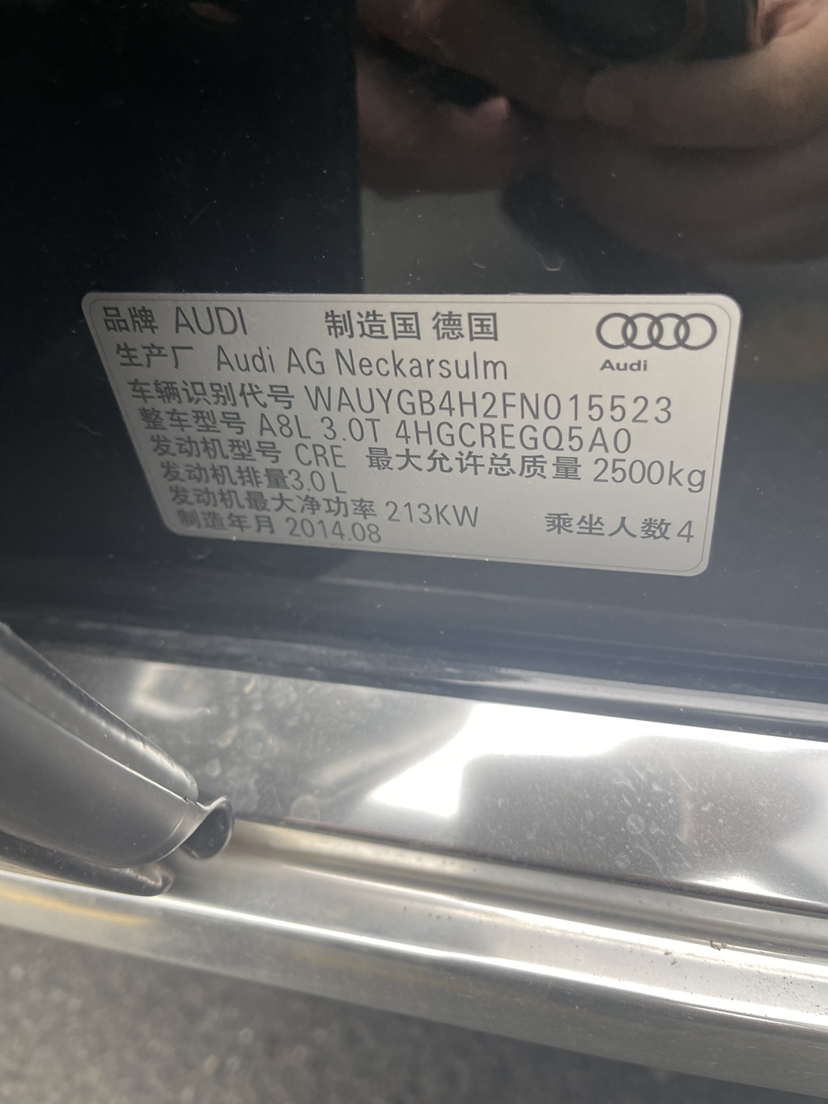 品牌 AUDI 制造国 德国
Audi
生产厂 Audi AG Neckarsulm
车辆识别代号 WAUYGB4H2FN015523
整车型号 A8L 3.0T 4HGCREGQ5A0
发动机型号 CRE 最大允许总质量 2500kg
发动机排量3.0L
发动机最大净功率 213KW 乘坐人数4
制造年月 2014.08